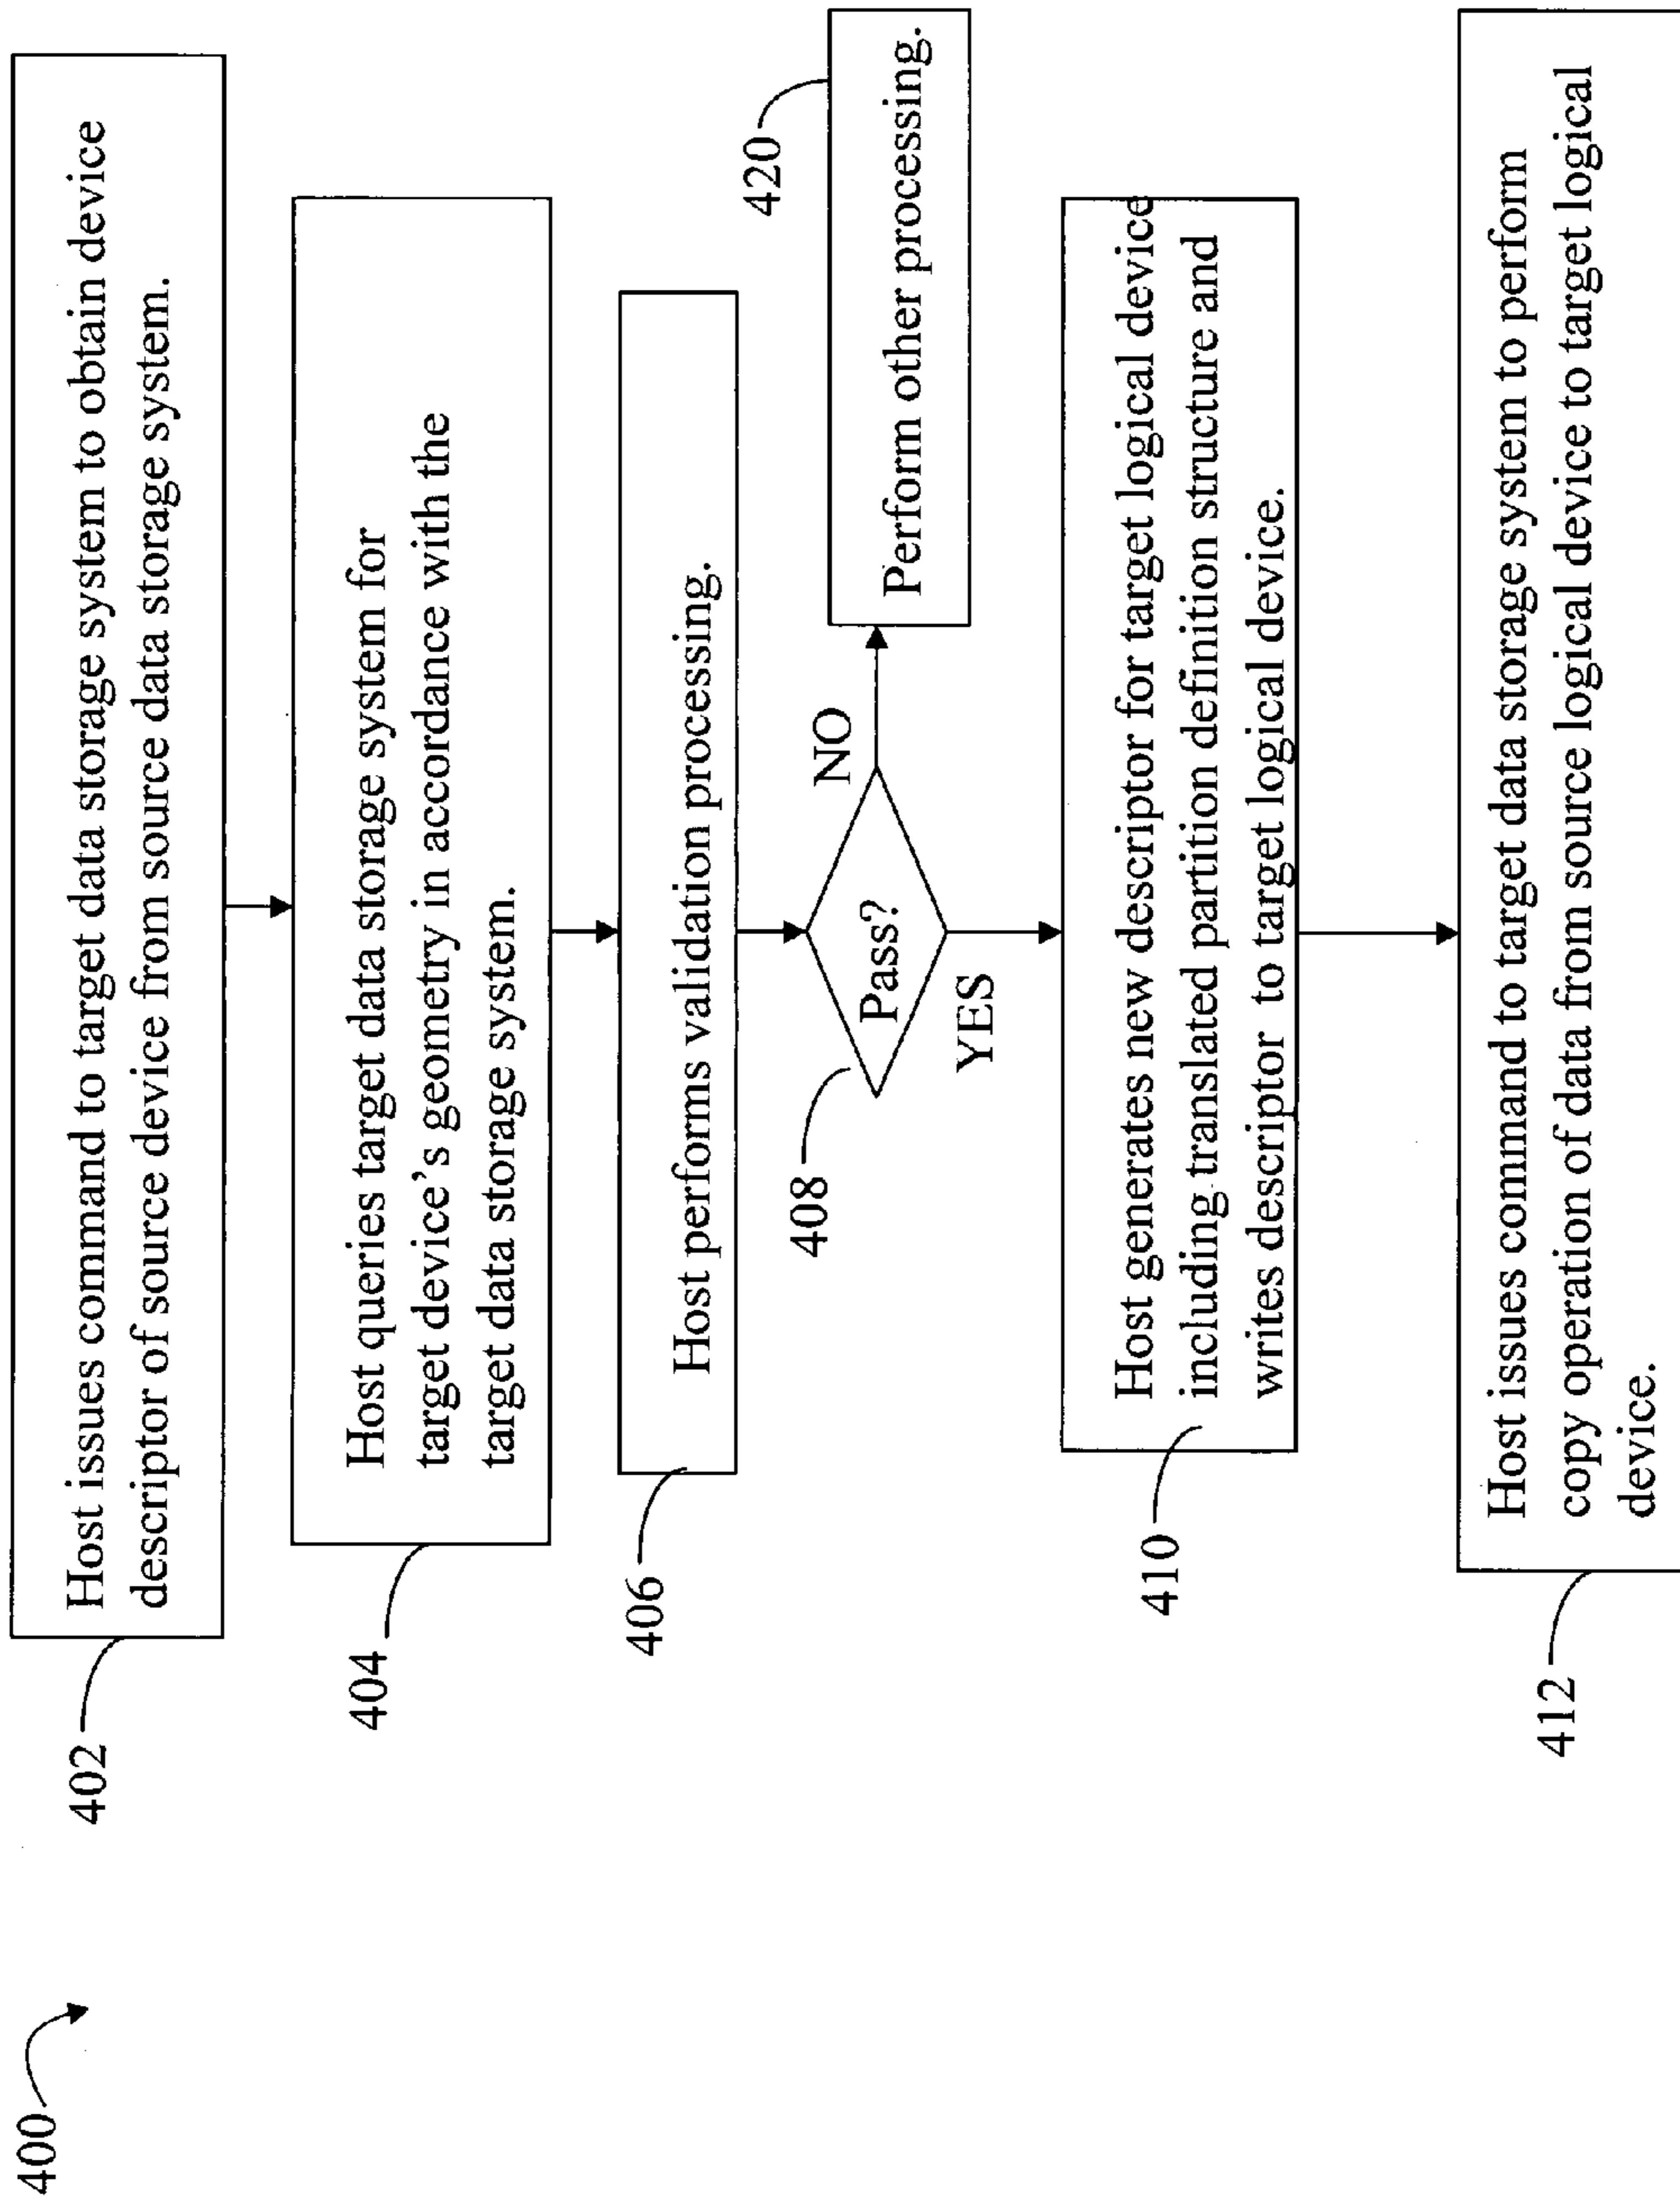 400
402
Host issues command to target data storage system to obtain device
descriptor of source device from source data storage system.
404
Host queries target data storage system for
target device's geometry in accordance with the
target data storage system.
406
Host performs validation processing.
408
Pass?
NO
420
Perform other processing.
YES
410
Host generates new descriptor for target logical device
including translated partition definition structure and
writes descriptor to target logical device.
412
Host issues command to target data storage system to perform
copy operation of data from source logical device to target logical
device.